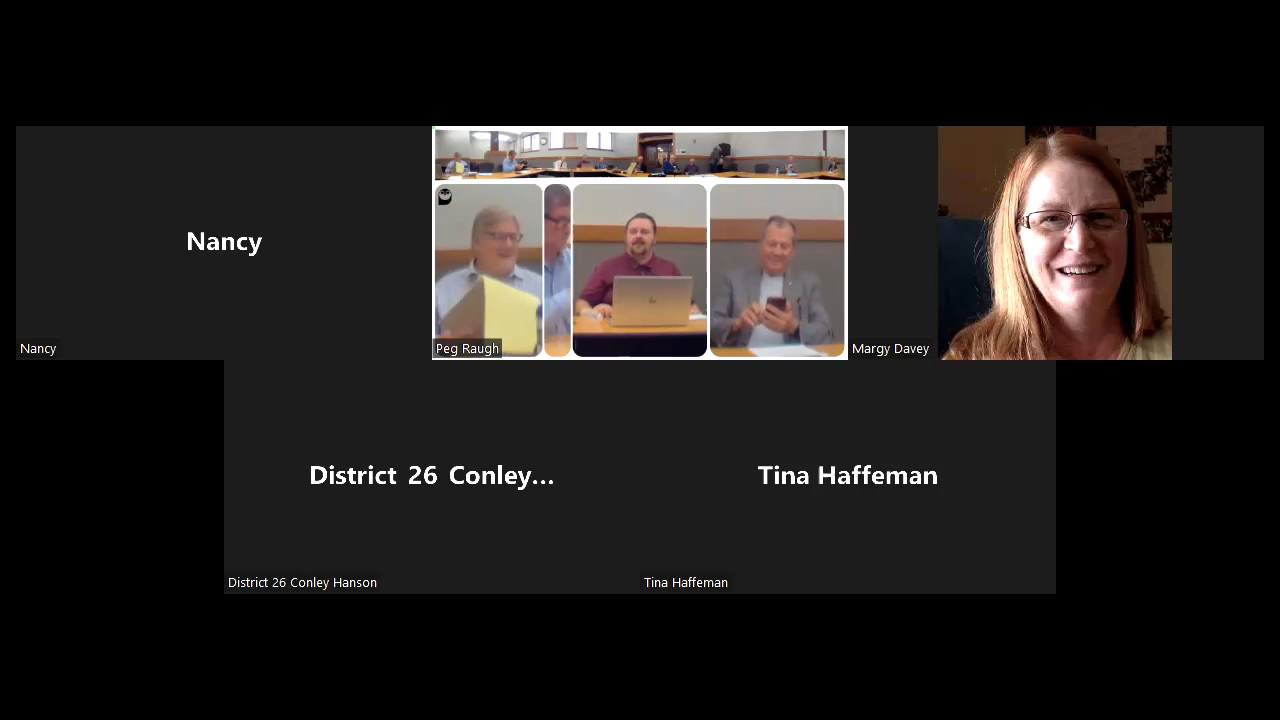 Nancy
Nancy
Peg Raugh
Margy Davey
District 26 Conley...
District 26 Conley Hanson
Tina Haffeman
Tina Haffeman